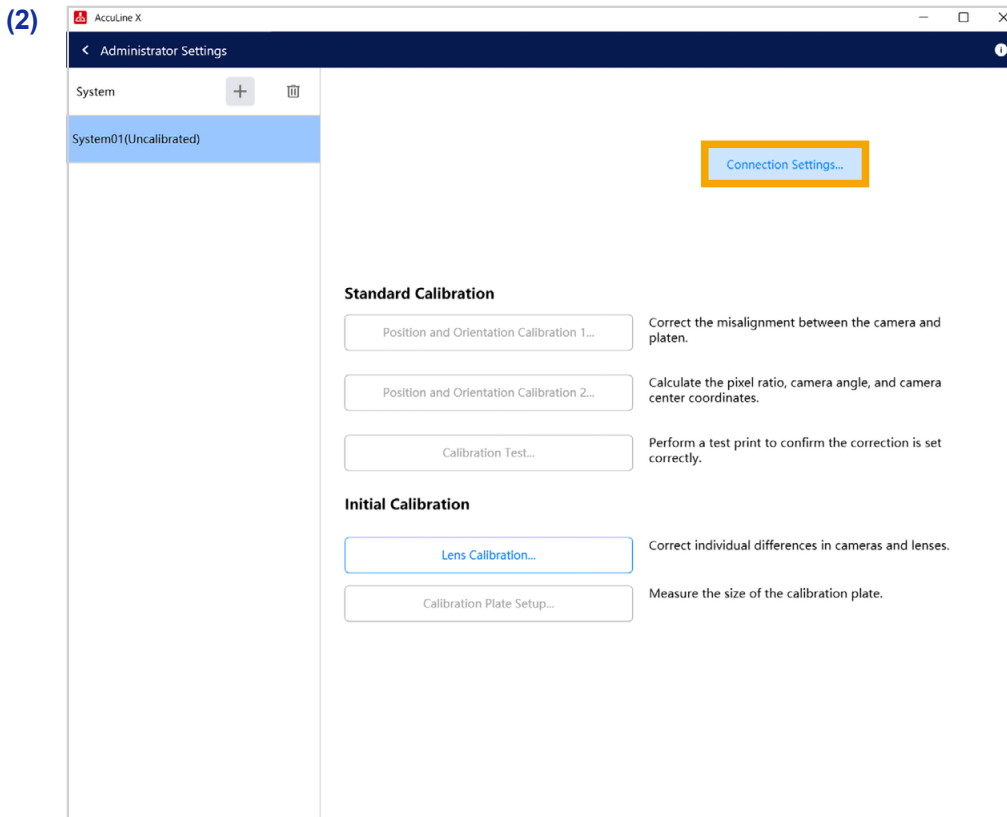 (2)
AccuLine X
Administrator Settings
System
System01(Uncalibrated)
Connection Settings...
Standard Calibration
Position and Orientation Calibration 1...
Correct the misalignment between the camera and
platen.
Position and Orientation Calibration 2...
Calculate the pixel ratio, camera angle, and camera
center coordinates.
Calibration Test...
Perform a test print to confirm the correction is set
correctly.
Initial Calibration
Lens Calibration...
Correct individual differences in cameras and lenses.
Calibration Plate Setup...
Measure the size of the calibration plate.